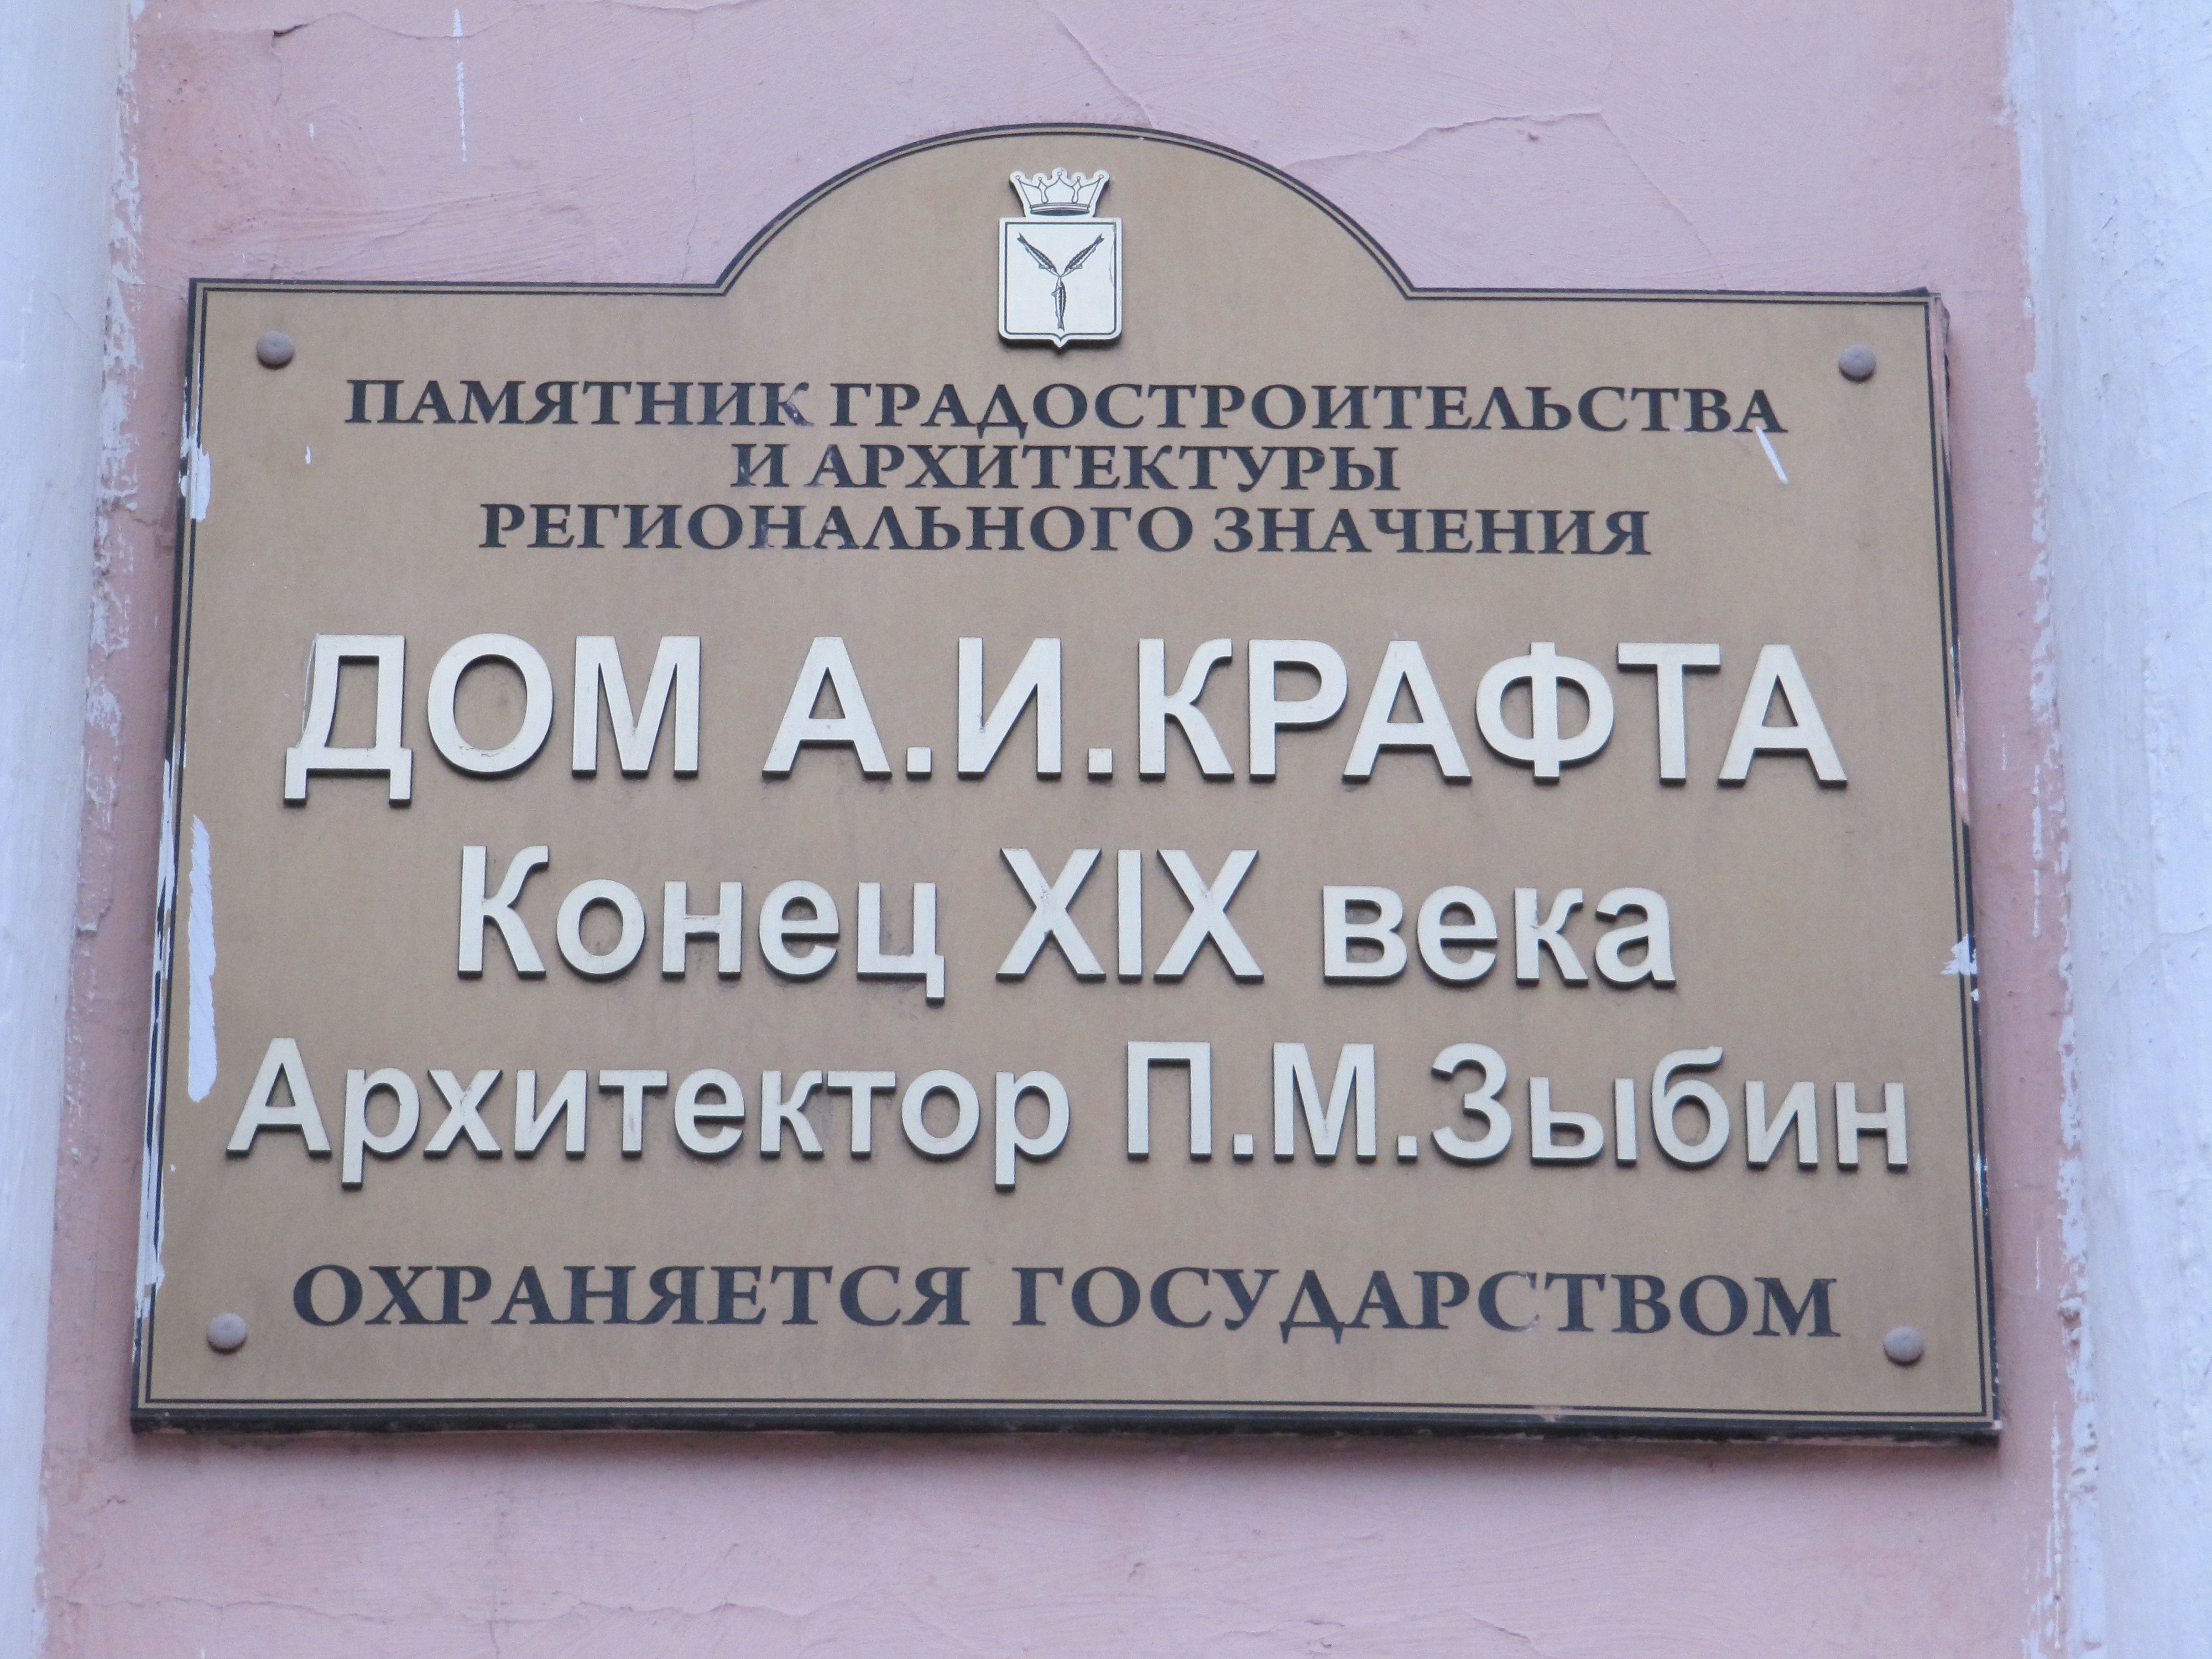 ПАМЯТНИК ГРАДОСТРОИТЕЛЬСТВА
И АРХИТЕКТУРЫ
РЕГИОНАЛЬНОГО ЗНАЧЕНИЯ
ДОМ А.И.КРАФТА
Конец XIX века
Архитектор П.М.Зыбин
ОХРАНЯЕТСЯ ГОСУДАРСТВОМ